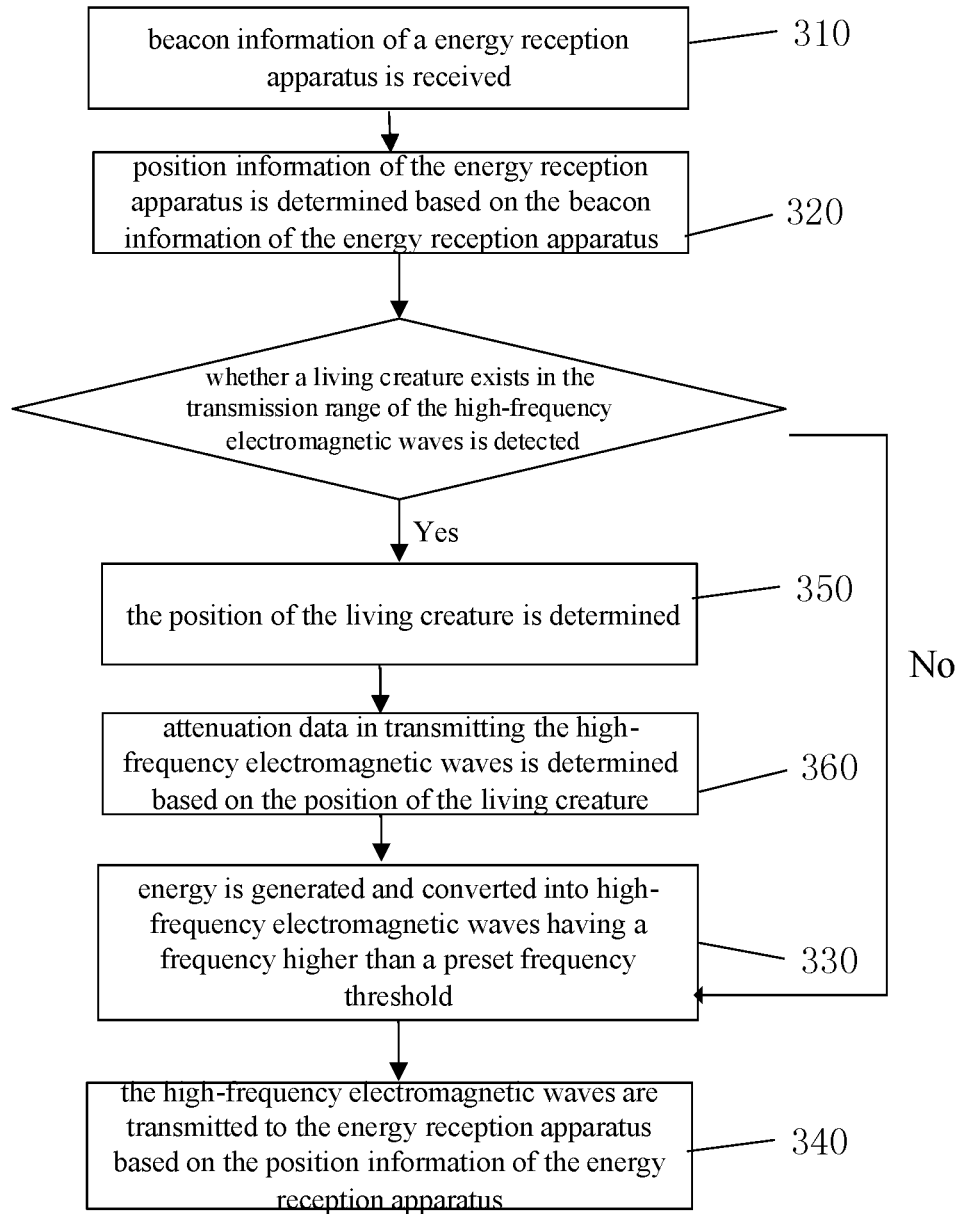 beacon information of a energy reception
apparatus is received
310
position information of the energy reception
apparatus is determined based on the beacon
information of the energy reception apparatus
320
whether a living creature exists in the
transmission range of the high-frequency
electromagnetic waves is detected
Yes
the position of the living creature is determined
350
No
attenuation data in transmitting the high-
frequency electromagnetic waves is determined
based on the position of the living creature
360
energy is generated and converted into high-
frequency electromagnetic waves having a
frequency higher than a preset frequency
threshold
330
the high-frequency electromagnetic waves are
transmitted to the energy reception apparatus
based on the position information of the energy
reception apparatus
340